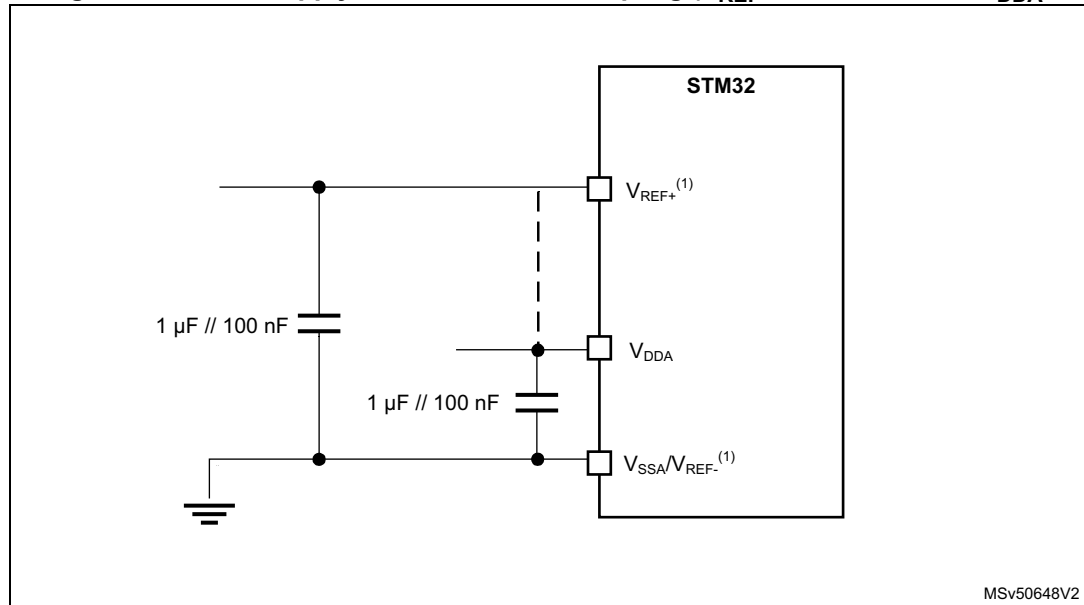 STM32
VREF+(1)
1 µF // 100 nF
VDDA
1 µF // 100 nF
VSSA/VREF-(1)
MSv50648V2